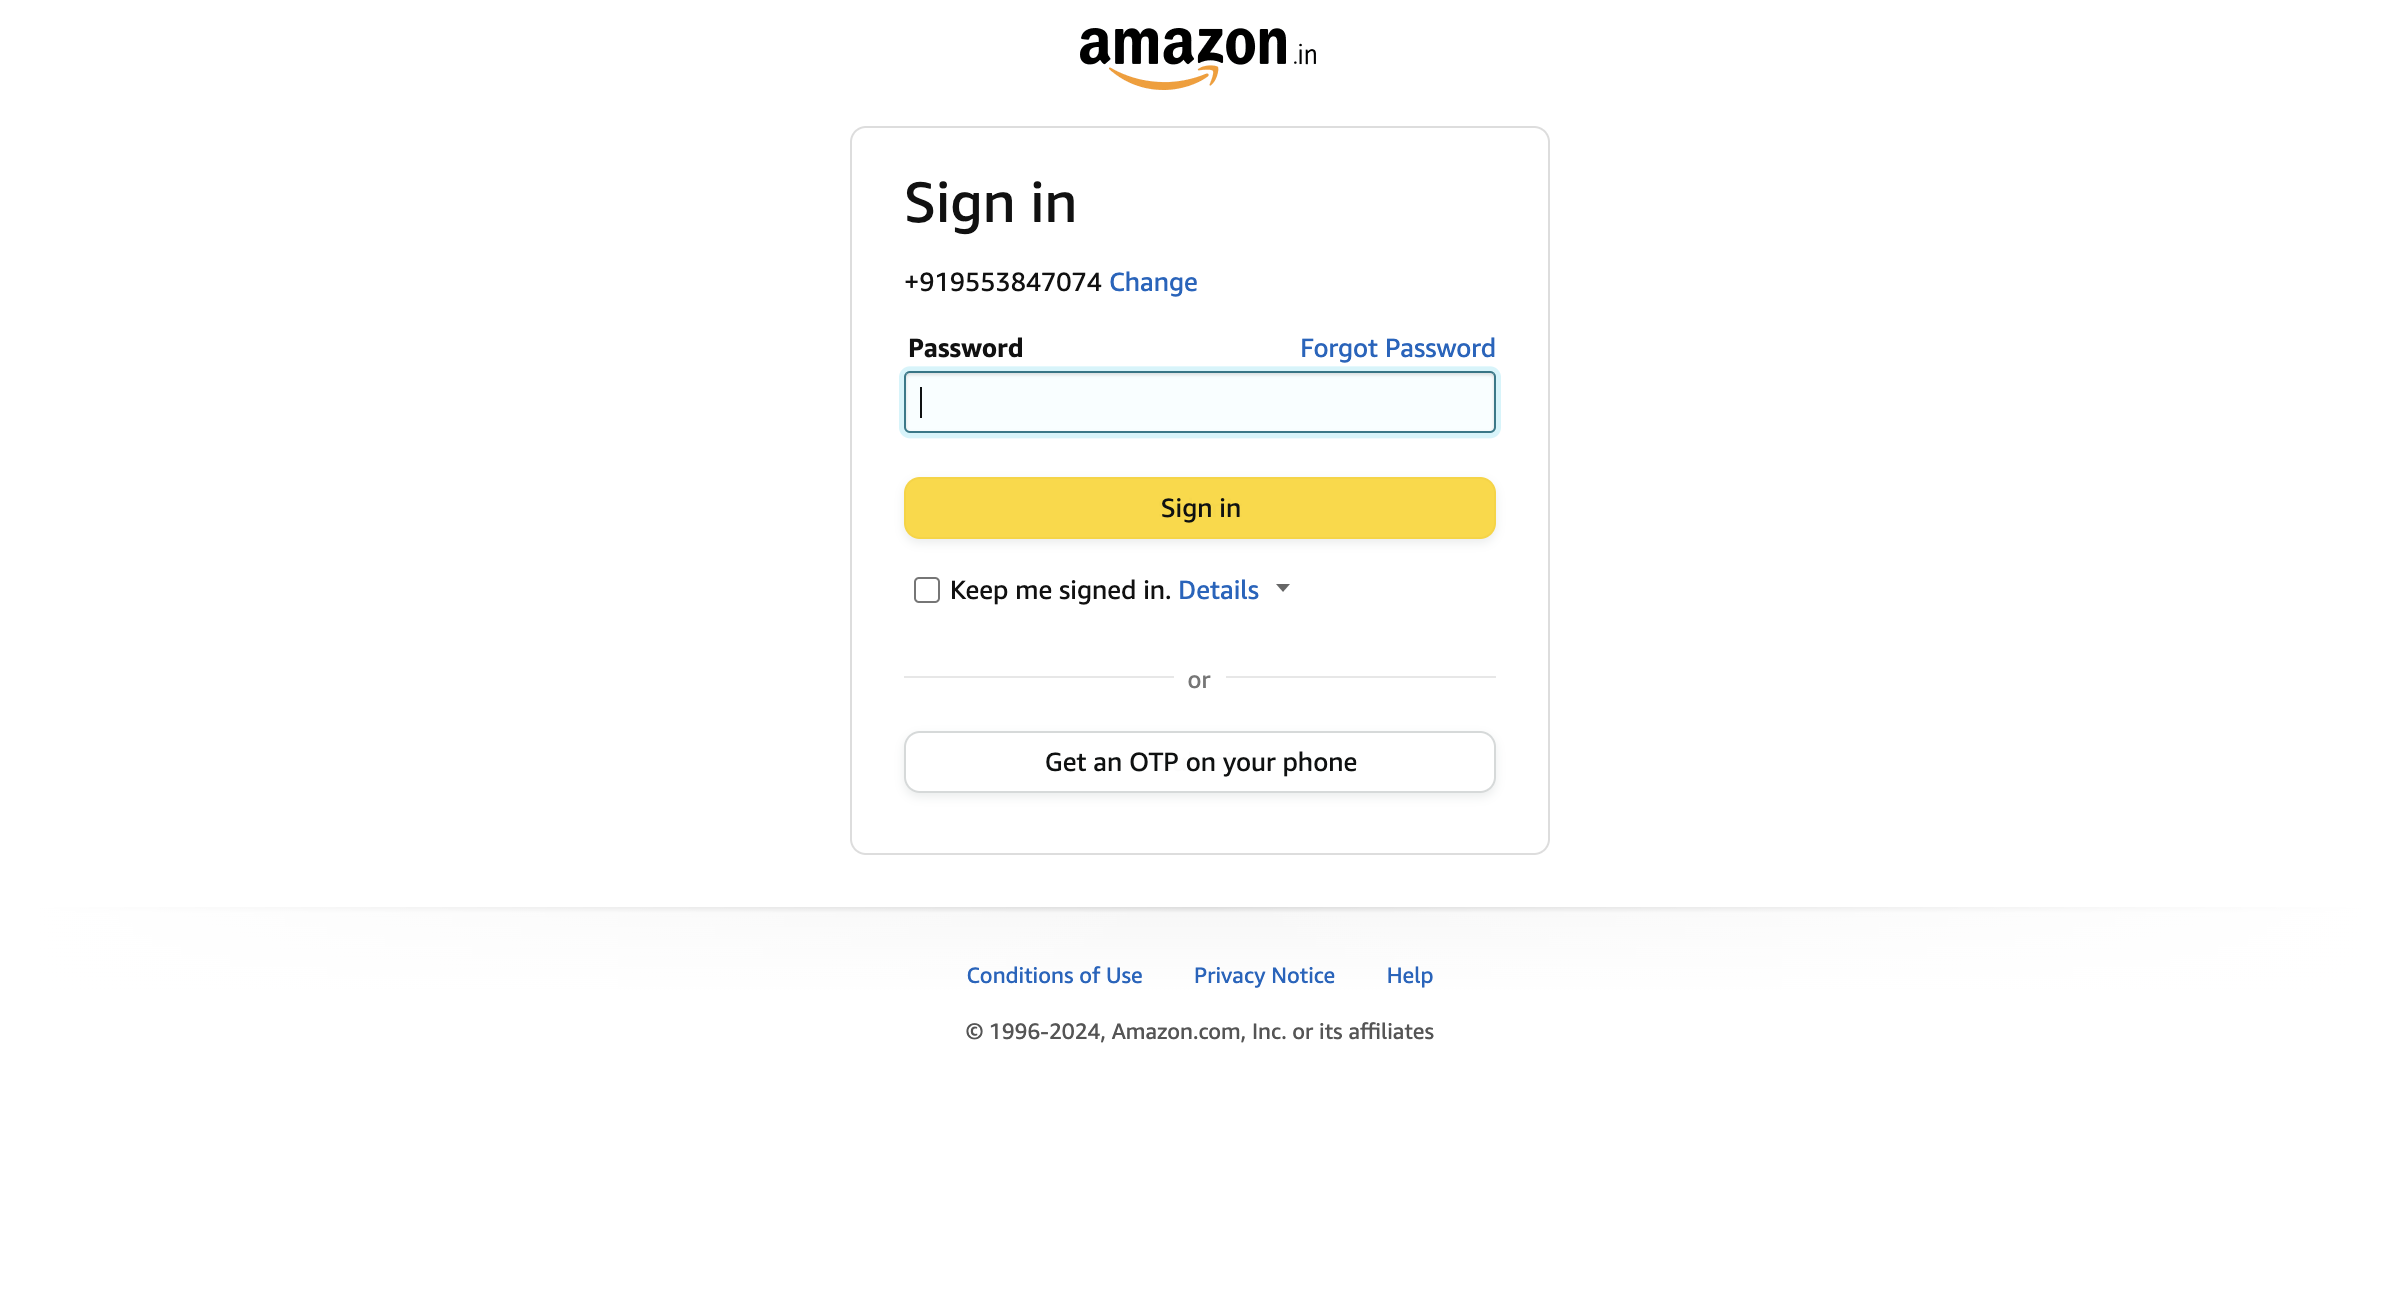 amazon.in
Sign in
+919553847074 Change
Password Forgot Password
Sign in
Keep me signed in. Details
or
Get an OTP on your phone
Conditions of Use Privacy Notice Help
© 1996-2024, Amazon.com, Inc. or its affiliates